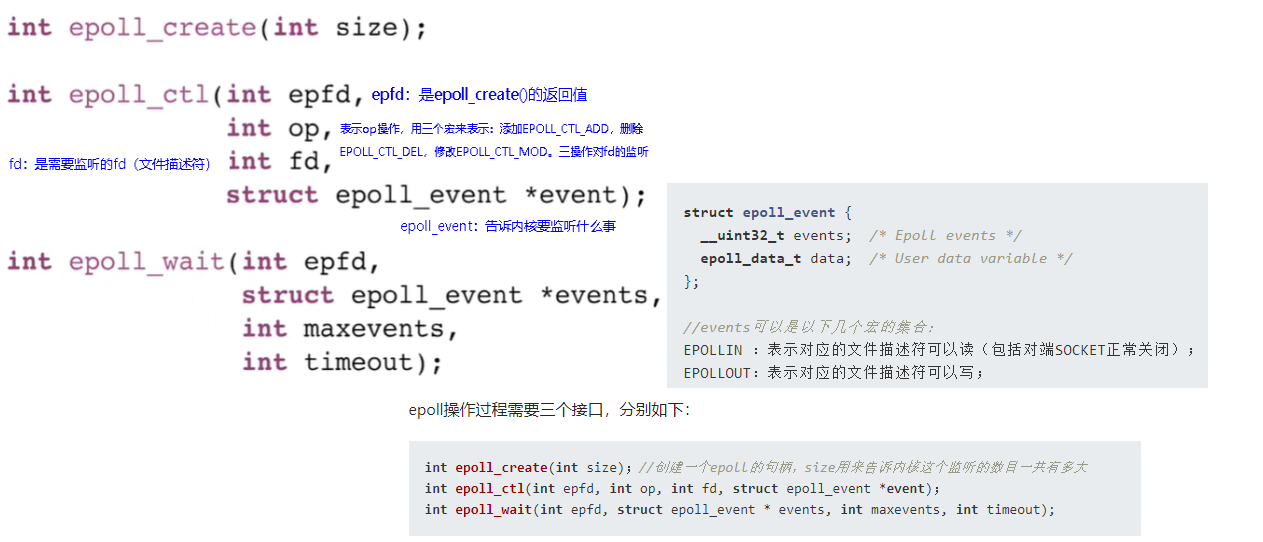 int epoll_create(int size);
int epoll_ctl(int epfd, epfd：是epoll_create()的返回值
int op, 表示op操作，用三个宏来表示：添加EPOLL_CTL_ADD，删除
EPOLL_CTL_DEL，修改EPOLL_CTL_MOD。三操作对fd的监听
fd：是需要监听的fd（文件描述符） int fd,
struct epoll_event *event);
epoll_event：告诉内核要监听什么事
int epoll_wait(int epfd,
struct epoll_event *events,
int maxevents,
int timeout);
struct epoll_event {
__uint32_t events; /* Epoll events */
epoll_data_t data; /* User data variable */
};
//events可以是以下几个宏的集合：
EPOLLIN ：表示对应的文件描述符可以读（包括对端SOCKET正常关闭）；
EPOLLOUT：表示对应的文件描述符可以写；
epoll操作过程需要三个接口，分别如下：
int epoll_create(int size)；//创建一个epoll的句柄，size用来告诉内核这个监听的数目一共有多大
int epoll_ctl(int epfd, int op, int fd, struct epoll_event *event)；
int epoll_wait(int epfd, struct epoll_event * events, int maxevents, int timeout);